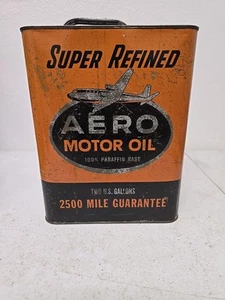 SUPER REFINED
AERO
MOTOR OIL
100% PARAFFIN BASE
TWO U.S. GALLONS
2500 MILE GUARANTEE